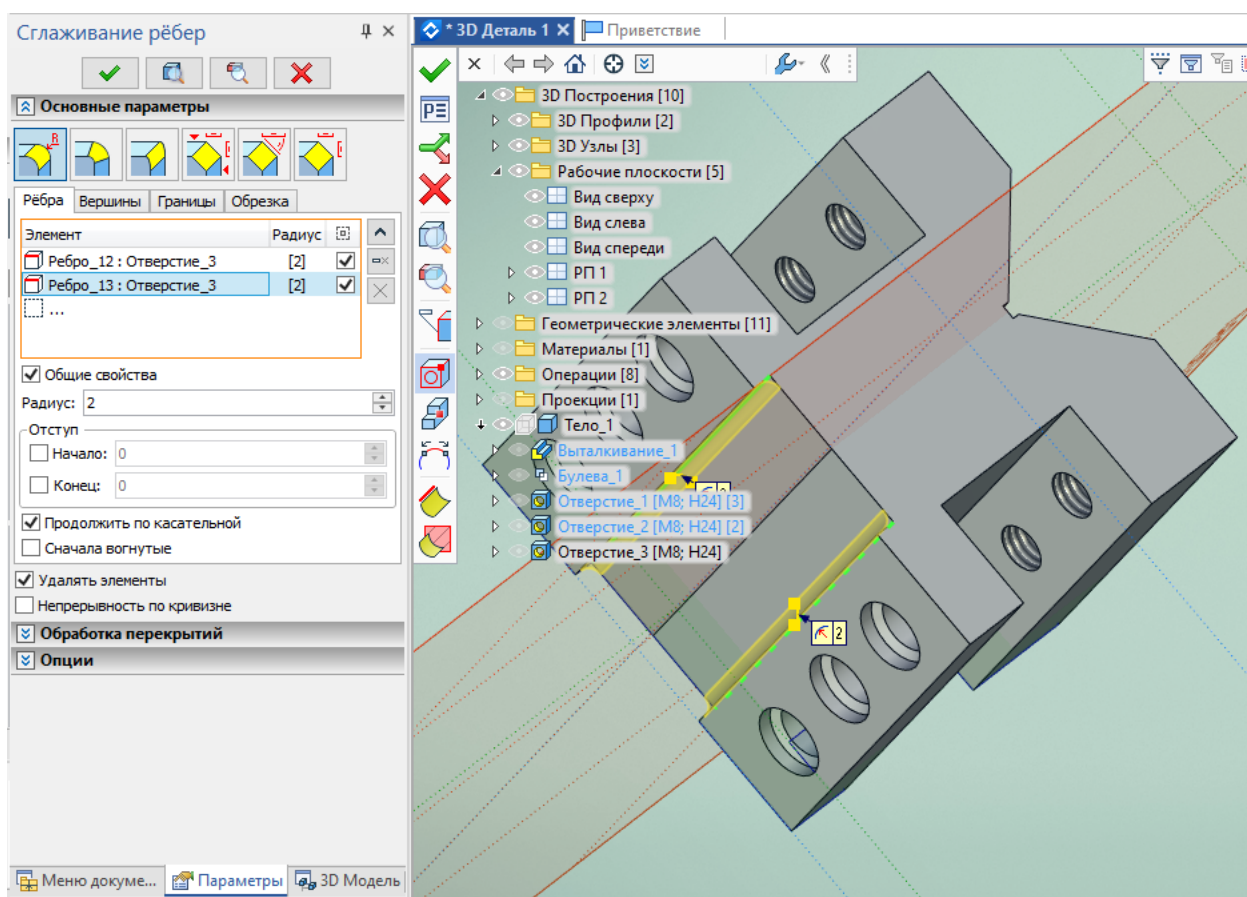 Сглаживание рёбер
* 3D Деталь 1
Приветствие
Основные параметры
R
Рёбра Вершины Границы Обрезка
Элемент Радиус
Ребро_12 : Отверстие_3 [2]
Ребро_13 : Отверстие_3 [2]
...
Общие свойства
Радиус: 2
Отступ
Начало: 0
Конец: 0
Продолжить по касательной
Сначала вогнутые
Удалять элементы
Непрерывность по кривизне
Обработка перекрытий
Опции
Меню докуме... Параметры 3D Модель
3D Построения [10]
3D Профили [2]
3D Узлы [3]
Рабочие плоскости [5]
Вид сверху
Вид слева
Вид спереди
РП 1
РП 2
Геометрические элементы [11]
Материалы [1]
Операции [8]
Проекции [1]
Тело_1
Выталкивание_1
Булева_1
Отверстие_1 [M8; H24] [3]
Отверстие_2 [M8; H24] [2]
Отверстие_3 [M8; H24]
2